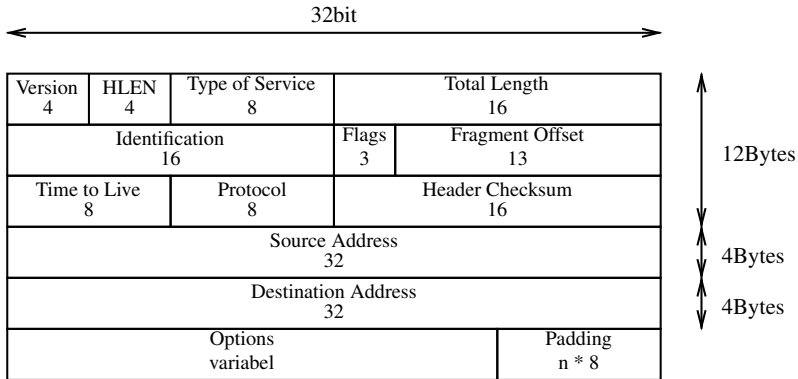 32bit
Version HLEN Type of Service Total Length
4 4 8 16
Identification Flags Fragment Offset
16 3 13
12Bytes
Time to Live Protocol Header Checksum
8 8 16
Source Address
32
4Bytes
Destination Address
32
4Bytes
Options Padding
variabel n * 8